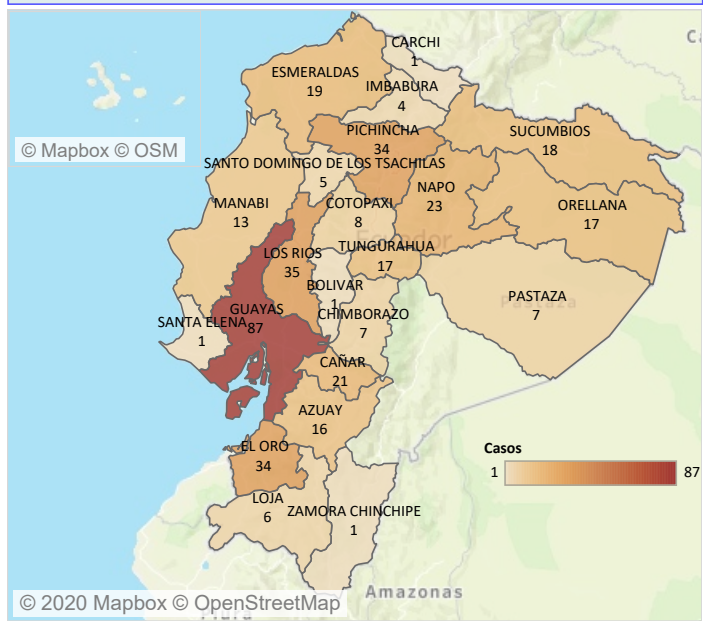 CARCHI
1
ESMERALDAS
19
IMBABURA
4
© Mapbox © OSM
PICHINCHA
34
SUCUMBIOS
18
SANTO DOMINGO DE LOS TSACHILAS
5
NAPO
23
MANABI
13
COTOPAXI
8
ORELLANA
17
Ecuador
TUNGURAHUA
17
LOS RIOS
35
BOLIVAR
1
PASTAZA
7
Pastaza
GUAYAS
87
CHIMBORAZO
7
SANTA ELENA
1
CAÑAR
21
AZUAY
16
EL ORO
34
Casos
1 87
LOJA
6
ZAMORA CHINCHIPE
1
Amazonas
© 2020 Mapbox © OpenStreetMap